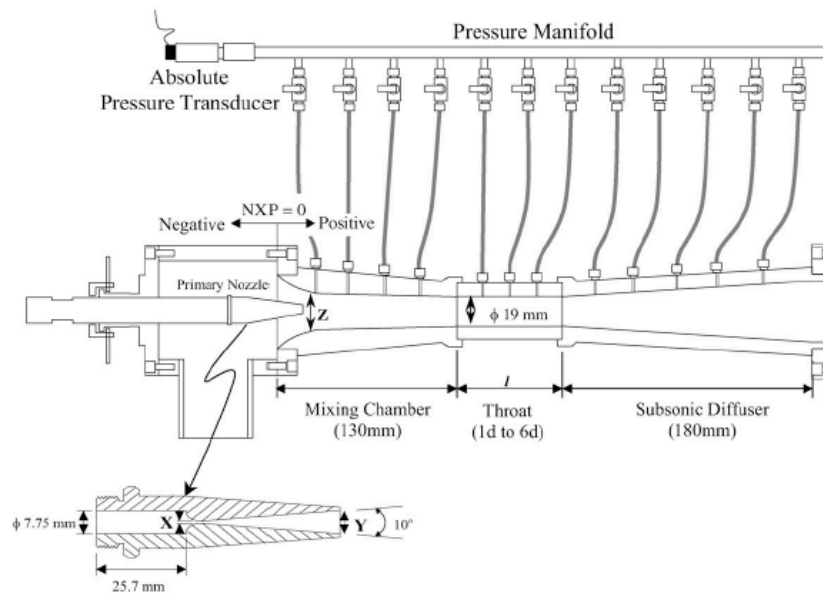 Pressure Manifold
Absolute
Pressure Transducer
NXP = 0
Negative
Positive
Primary Nozzle
Z
ϕ 19 mm
l
Mixing Chamber
(130mm)
Throat
(1d to 6d)
Subsonic Diffuser
(180mm)
ϕ 7.75 mm
X
Y
10°
25.7 mm